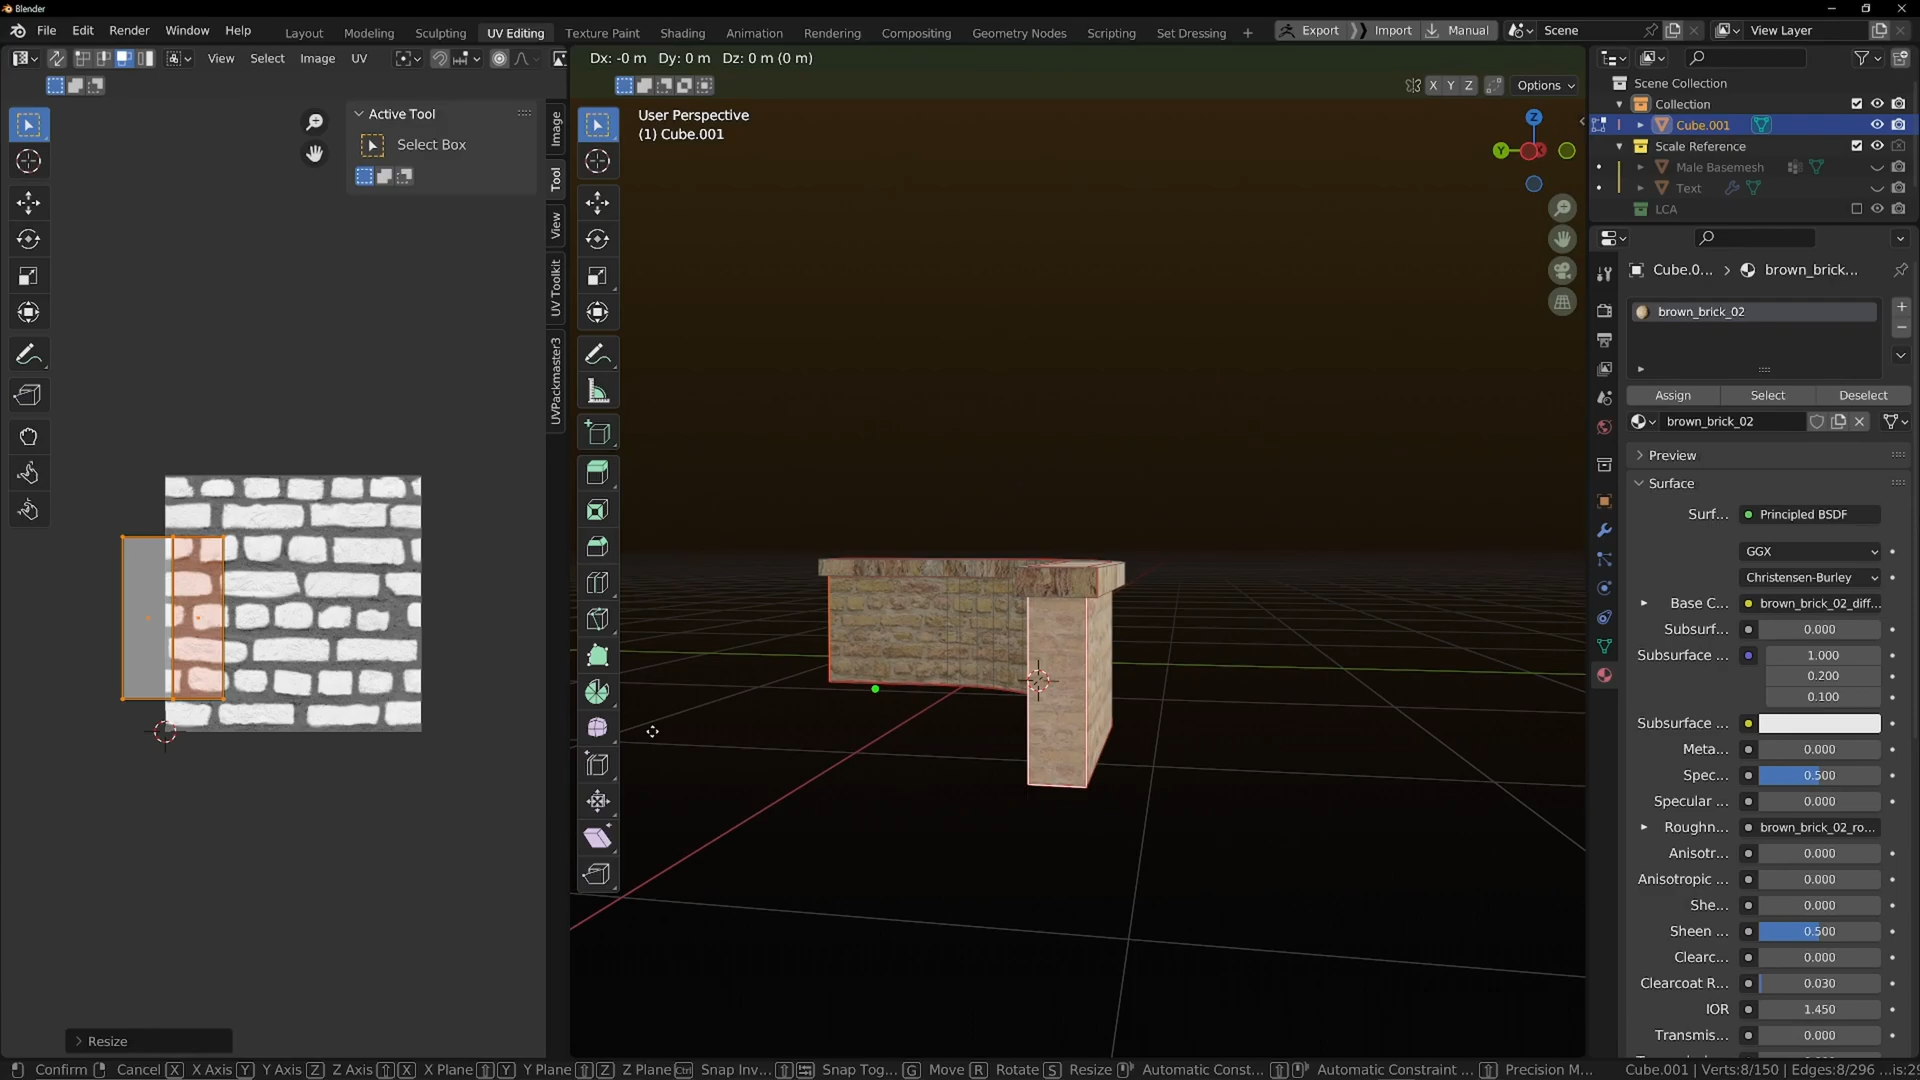 Blender
File Edit Render Window Help
Layout Modeling Sculpting UV Editing Texture Paint Shading Animation Rendering Compositing Geometry Nodes Scripting Set Dressing +
Export Import Manual Scene View Layer
View Select Image UV
Dx: -0 m Dy: 0 m Dz: 0 m (0 m)
X Y Z Options
Active Tool
Select Box
Image
Tool
View
UV Toolkit
UVPackmaster3
User Perspective
(1) Cube.001
Z
Y
X
Resize
Scene Collection
Collection
Cube.001
Scale Reference
Male Basemesh
Text
LCA
Cube.0... > brown_brick...
brown_brick_02
Assign Select Deselect
brown_brick_02
Preview
Surface
Surf... Principled BSDF
GGX
Christensen-Burley
Base C... brown_brick_02_diff...
Subsurf... 0.000
Subsurface ... 1.000
0.200
0.100
Subsurface ...
Meta... 0.000
Spec... 0.500
Specular ... 0.000
Roughn... brown_brick_02_ro...
Anisotr... 0.000
Anisotropic ... 0.000
She... 0.000
Sheen ... 0.500
Clearc... 0.000
Clearcoat R... 0.030
IOR 1.450
Transmis... 0.000
Confirm Cancel X X Axis Y Y Axis Z Z Axis X X Plane Y Y Plane Z Z Plane Ctrl Snap Inv... Snap Tog... G Move R Rotate S Resize Automatic Const... Automatic Constraint ... Precision M... Cube.001 | Verts:8/150 | Edges:8/296 ...is:29